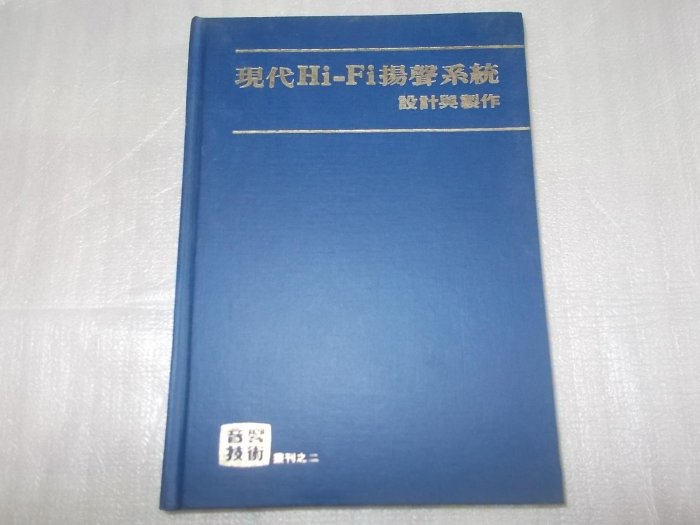 現代Hi-Fi揚聲系統
設計與製作
音響
技術
叢刊之二